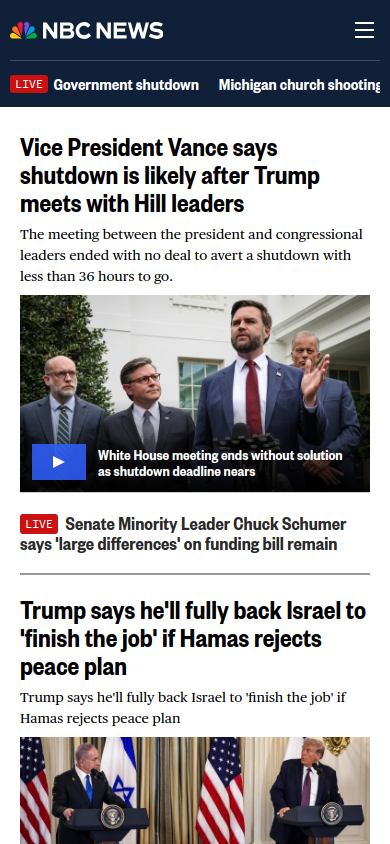 NBC NEWS
LIVE Government shutdown Michigan church shooting
Vice President Vance says
shutdown is likely after Trump
meets with Hill leaders
The meeting between the president and congressional
leaders ended with no deal to avert a shutdown with
less than 36 hours to go.
White House meeting ends without solution
as shutdown deadline nears
LIVE Senate Minority Leader Chuck Schumer
says 'large differences' on funding bill remain
Trump says he'll fully back Israel to
'finish the job' if Hamas rejects
peace plan
Trump says he'll fully back Israel to 'finish the job' if
Hamas rejects peace plan